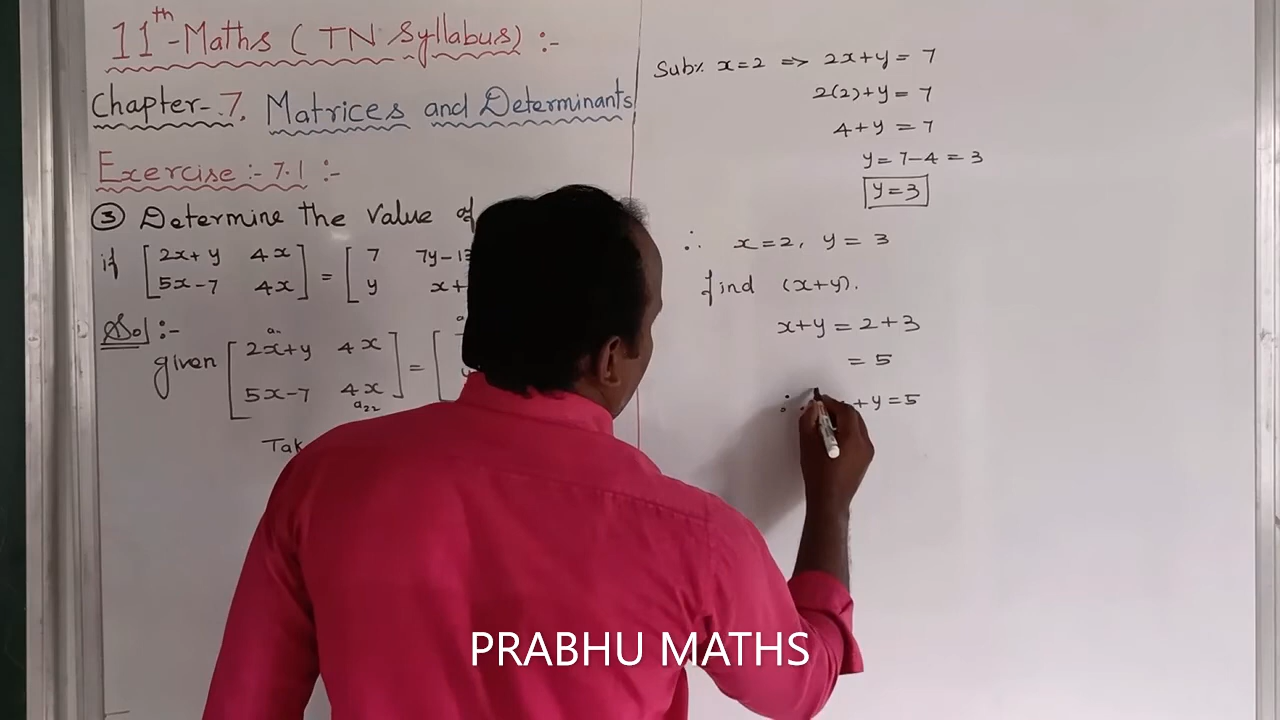 11th-Maths (TN Syllabus) :-
Chapter-7. Matrices and Determinants
Exercise :- 7.1 :-
③ Determine the value of
if [2x+y 4x] = [7 7y-13
[5x-7 4x] [y x+
Sol :-
given [2x+y 4x] =
[5x-7 4x]
a22
Sub: x=2 => 2x+y = 7
2(2)+y = 7
4+y = 7
y = 7-4 = 3
y=3
∴ x=2, y = 3
find (x+y).
x+y = 2+3
= 5
+y=5
PRABHU MATHS